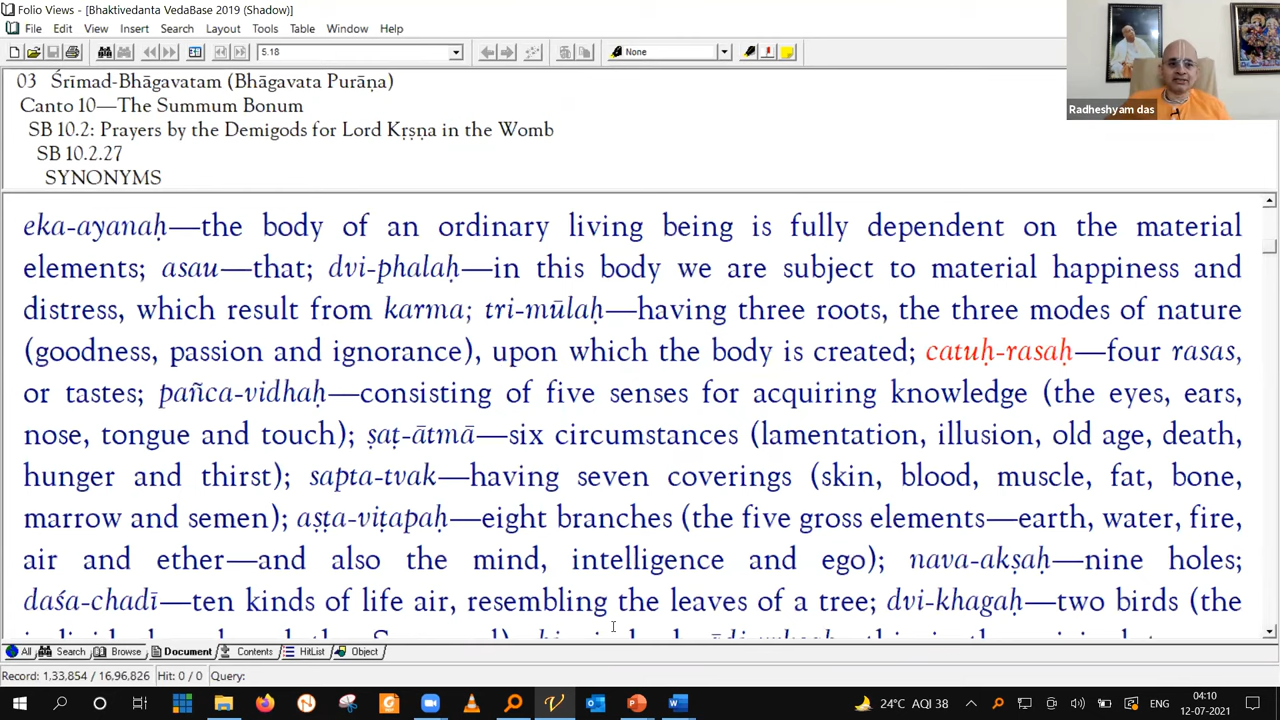 Folio Views - [Bhaktivedanta VedaBase 2019 (Shadow)]
File Edit View Insert Search Layout Tools Table Window Help
5.18 None
03 Śrīmad-Bhāgavatam (Bhāgavata Purāṇa)
Canto 10—The Summum Bonum
SB 10.2: Prayers by the Demigods for Lord Kṛṣṇa in the Womb
SB 10.2.27
SYNONYMS
Radheshyam das
eka-ayanaḥ—the body of an ordinary living being is fully dependent on the material
elements; asau—that; dvi-phalaḥ—in this body we are subject to material happiness and
distress, which result from karma; tri-mūlaḥ—having three roots, the three modes of nature
(goodness, passion and ignorance), upon which the body is created; catuḥ-rasaḥ—four rasas,
or tastes; pañca-vidhaḥ—consisting of five senses for acquiring knowledge (the eyes, ears,
nose, tongue and touch); ṣaṭ-ātmā—six circumstances (lamentation, illusion, old age, death,
hunger and thirst); sapta-tvak—having seven coverings (skin, blood, muscle, fat, bone,
marrow and semen); aṣṭa-viṭapaḥ—eight branches (the five gross elements—earth, water, fire,
air and ether—and also the mind, intelligence and ego); nava-akṣaḥ—nine holes;
daśa-chadī—ten kinds of life air, resembling the leaves of a tree; dvi-khagaḥ—two birds (the
All Search Browse Document Contents HitList Object
Record: 1,33,854 / 16,96,826 Hit: 0 / 0 Query:
24°C AQI 38 ENG 04:10
12-07-2021